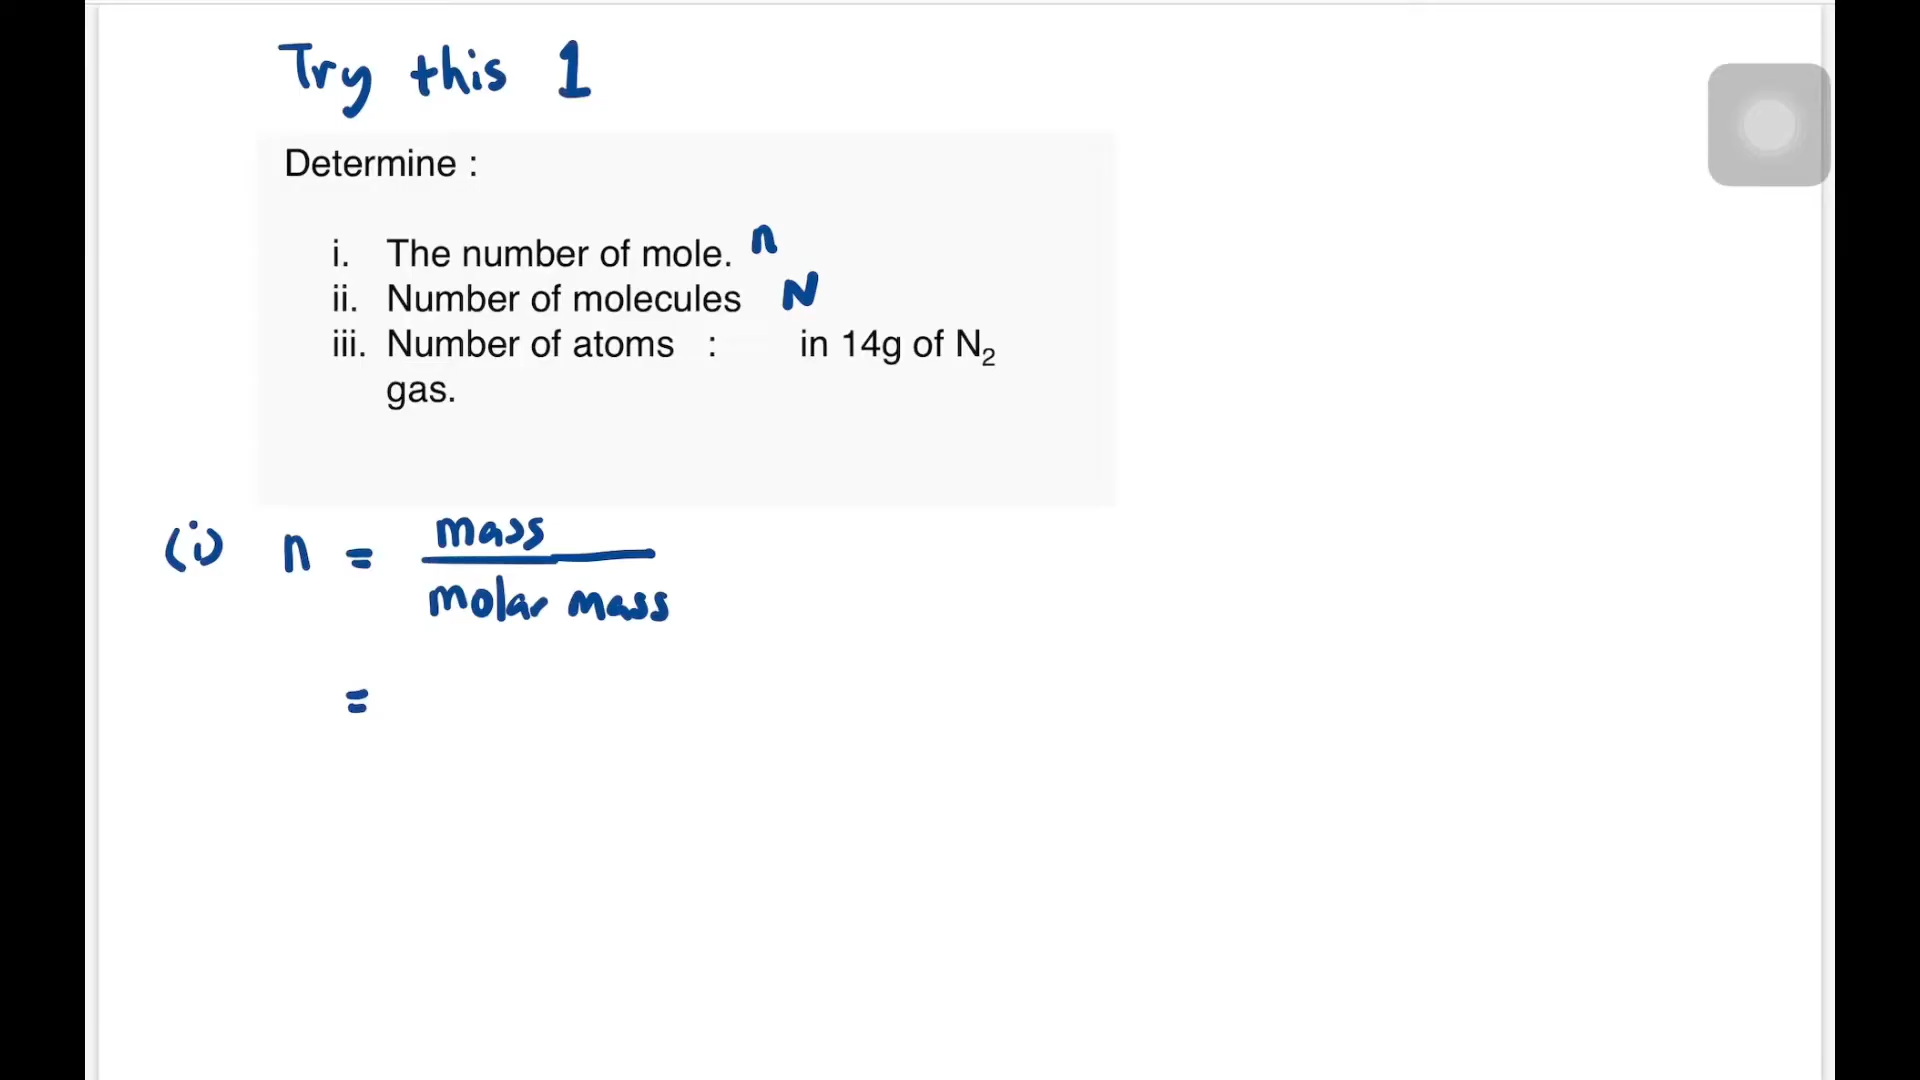 Try this 1
Determine :
i. The number of mole. n
ii. Number of molecules N
iii. Number of atoms : in 14g of N₂
gas.
(i) n = mass
molar mass
=